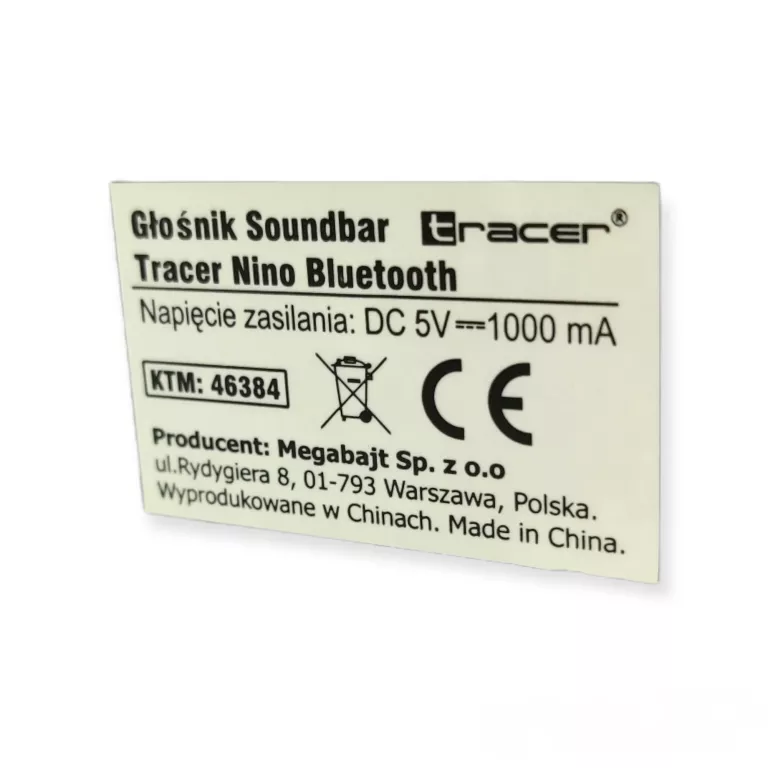 Głośnik Soundbar tracer®
Tracer Nino Bluetooth
Napięcie zasilania: DC 5V⎓1000 mA
KTM: 46384
CE
Producent: Megabajt Sp. z o.o
ul.Rydygiera 8, 01-793 Warszawa, Polska.
Wyprodukowane w Chinach. Made in China.